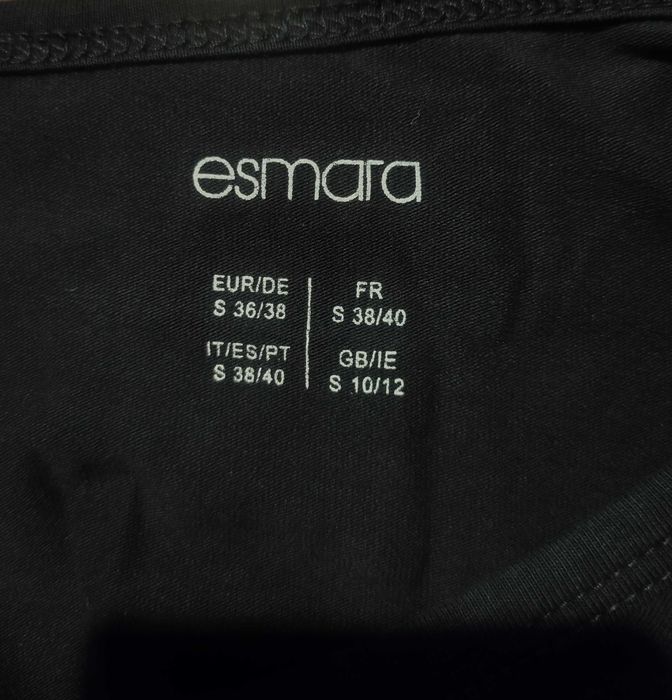 esmara
EUR/DE
S 36/38
IT/ES/PT
S 38/40
FR
S 38/40
GB/IE
S 10/12